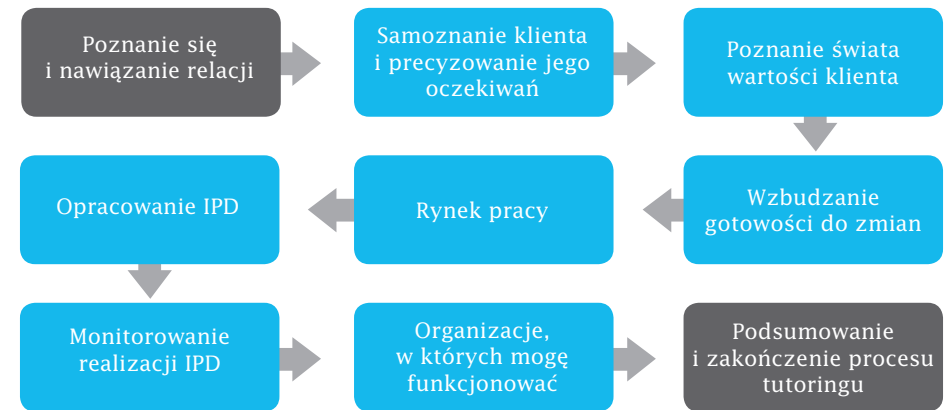 Poznanie się
i nawiązanie relacji
Samoznanie klienta
i precyzowanie jego
oczekiwań
Poznanie świata
wartości klienta
Wzbudzanie
gotowości do zmian
Rynek pracy
Opracowanie IPD
Monitorowanie
realizacji IPD
Organizacje,
w których mogę
funkcjonować
Podsumowanie
i zakończenie procesu
tutoringu